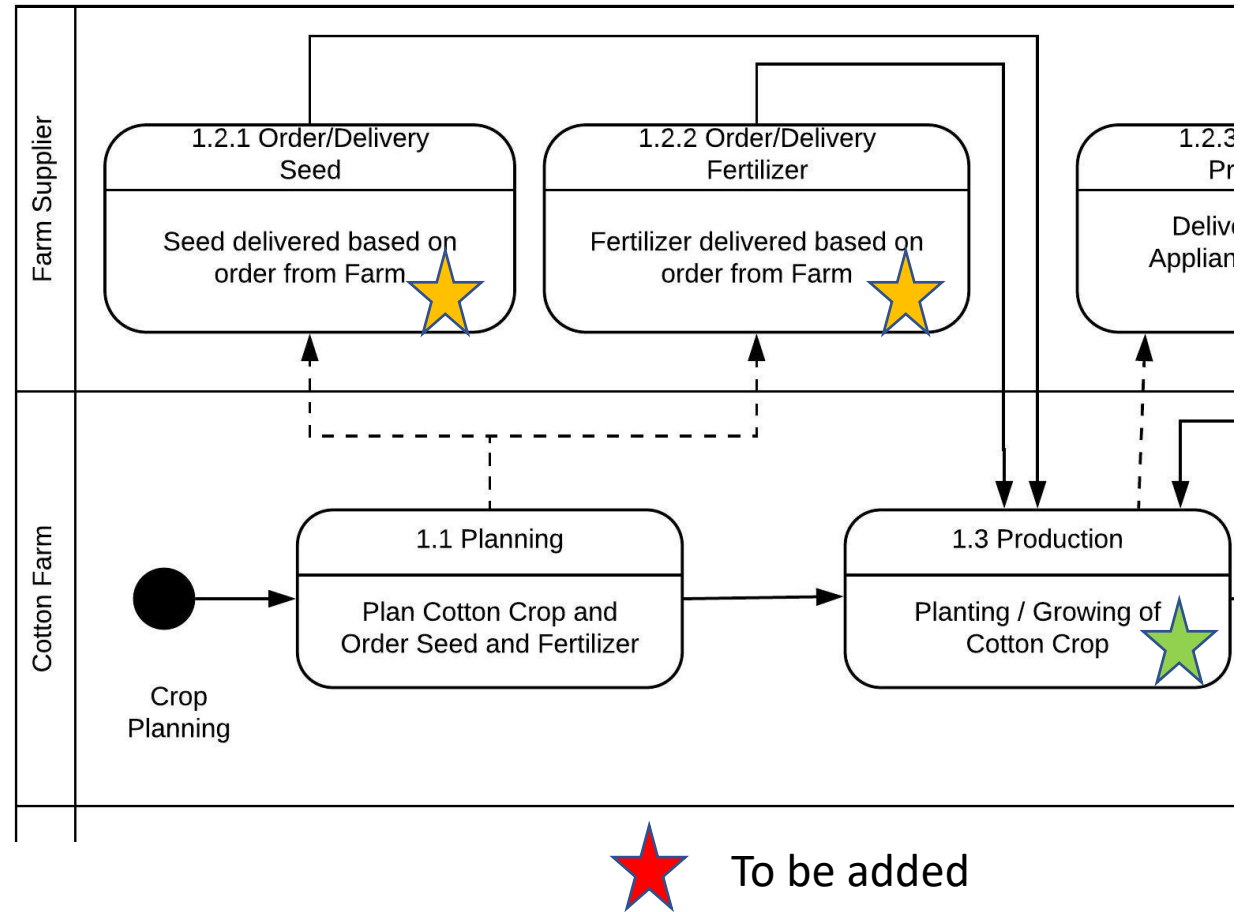 Farm Supplier
1.2.1 Order/Delivery
Seed
Seed delivered based on
order from Farm
1.2.2 Order/Delivery
Fertilizer
Fertilizer delivered based on
order from Farm
1.2.3
Cotton Farm
Crop
Planning
1.1 Planning
Plan Cotton Crop and
Order Seed and Fertilizer
1.3 Production
Planting / Growing of
Cotton Crop
To be added